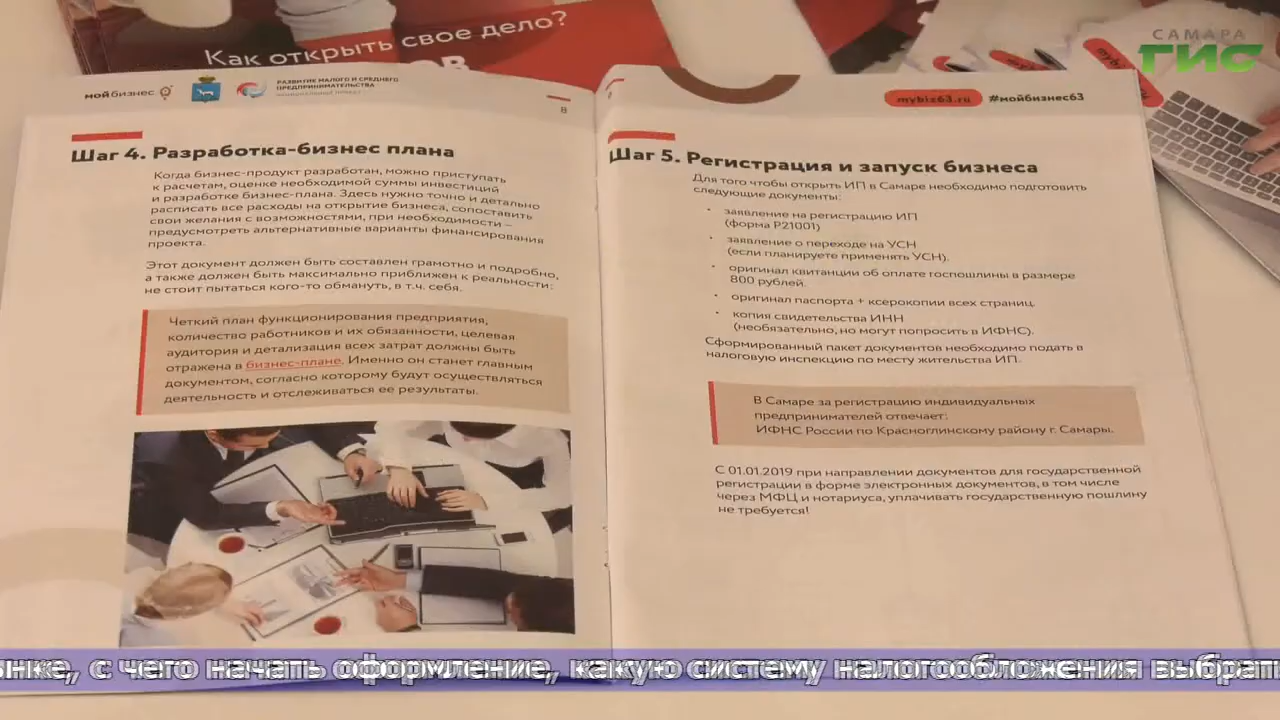 Как открыть свое дело?
САМАРА
ГИС
мойбизнес
РАЗВИТИЕ МАЛОГО И СРЕДНЕГО
ПРЕДПРИНИМАТЕЛЬСТВА
8
Шаг 4. Разработка-бизнес плана
Когда бизнес-продукт разработан, можно приступать
к расчетам, оценке необходимой суммы инвестиций
и разработке бизнес-плана. Здесь нужно точно и детально
расписать все расходы на открытие бизнеса, сопоставить
свои желания с возможностями, при необходимости –
предусмотреть альтернативные варианты финансирования
проекта.
Этот документ должен быть составлен грамотно и подробно,
а также должен быть максимально приближен к реальности:
не стоит пытаться кого-то обмануть, в т.ч. себя.
Четкий план функционирования предприятия,
количество работников и их обязанности, целевая
аудитория и детализация всех затрат должны быть
отражена в бизнес-плане. Именно он станет главным
документом, согласно которому будут осуществляться
деятельность и отслеживаться ее результаты.
mybiz63.ru #мойбизнес63
Шаг 5. Регистрация и запуск бизнеса
Для того чтобы открыть ИП в Самаре необходимо подготовить
следующие документы:
• заявление на регистрацию ИП
(форма Р21001)
• заявление о переходе на УСН
(если планируете применять УСН).
• оригинал квитанции об оплате госпошлины в размере
800 рублей.
• оригинал паспорта + ксерокопии всех страниц.
• копия свидетельства ИНН
(необязательно, но могут попросить в ИФНС).
Сформированный пакет документов необходимо подать в
налоговую инспекцию по месту жительства ИП.
В Самаре за регистрацию индивидуальных
предпринимателей отвечает:
ИФНС России по Красноглинскому району г. Самары.
С 01.01.2019 при направлении документов для государственной
регистрации в форме электронных документов, в том числе
через МФЦ и нотариуса, уплачивать государственную пошлину
не требуется!
ынке, с чего начать оформление, какую систему налогообложения выбрать